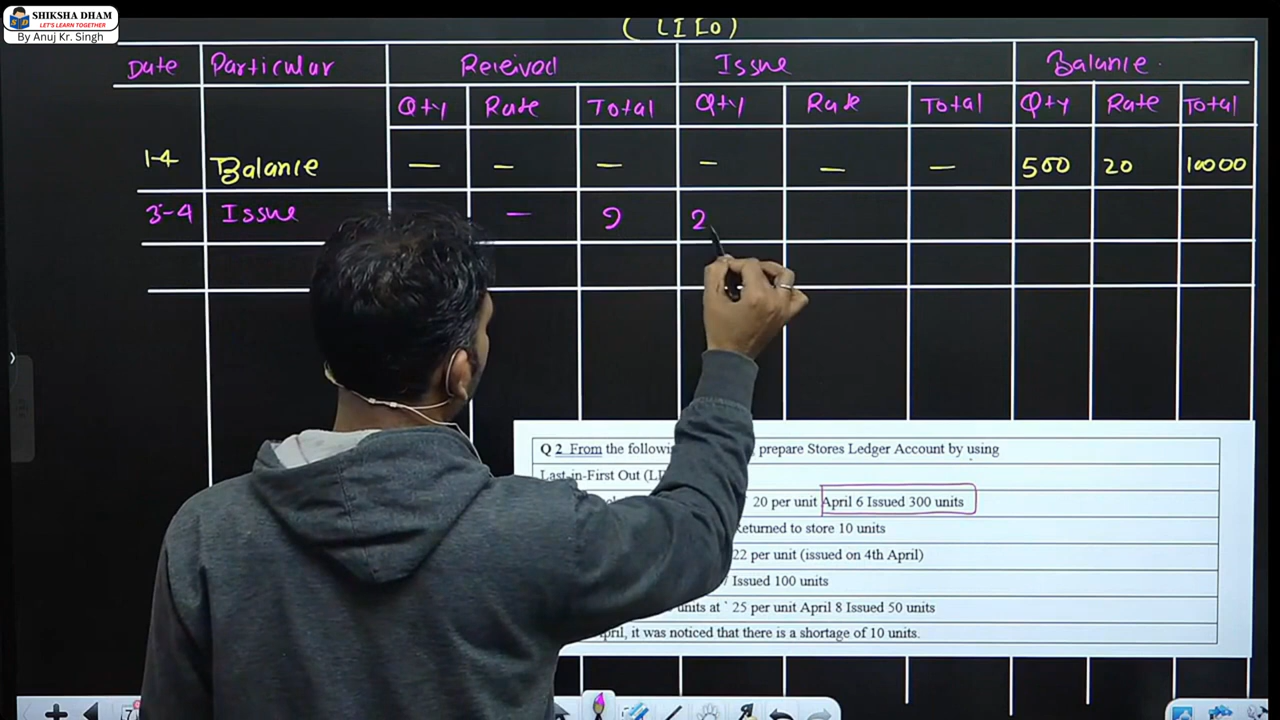 SHIKSHA DHAM
LET'S LEARN TOGETHER
By Anuj Kr. Singh
(LILO)
Date Particular Received Issue Balance
Qty Rate Total Qty Rate Total Qty Rate Total
1-4 Balance — — — — — — 500 20 10000
3-4 Issue — 2 2
Q 2 From the prepare Stores Ledger Account by using
Last-in-First Out
20 per unit April 6 Issued 300 units
Returned to store 10 units
22 per unit (issued on 4th April)
Issued 100 units
units at ` 25 per unit April 8 Issued 50 units
it was noticed that there is a shortage of 10 units.